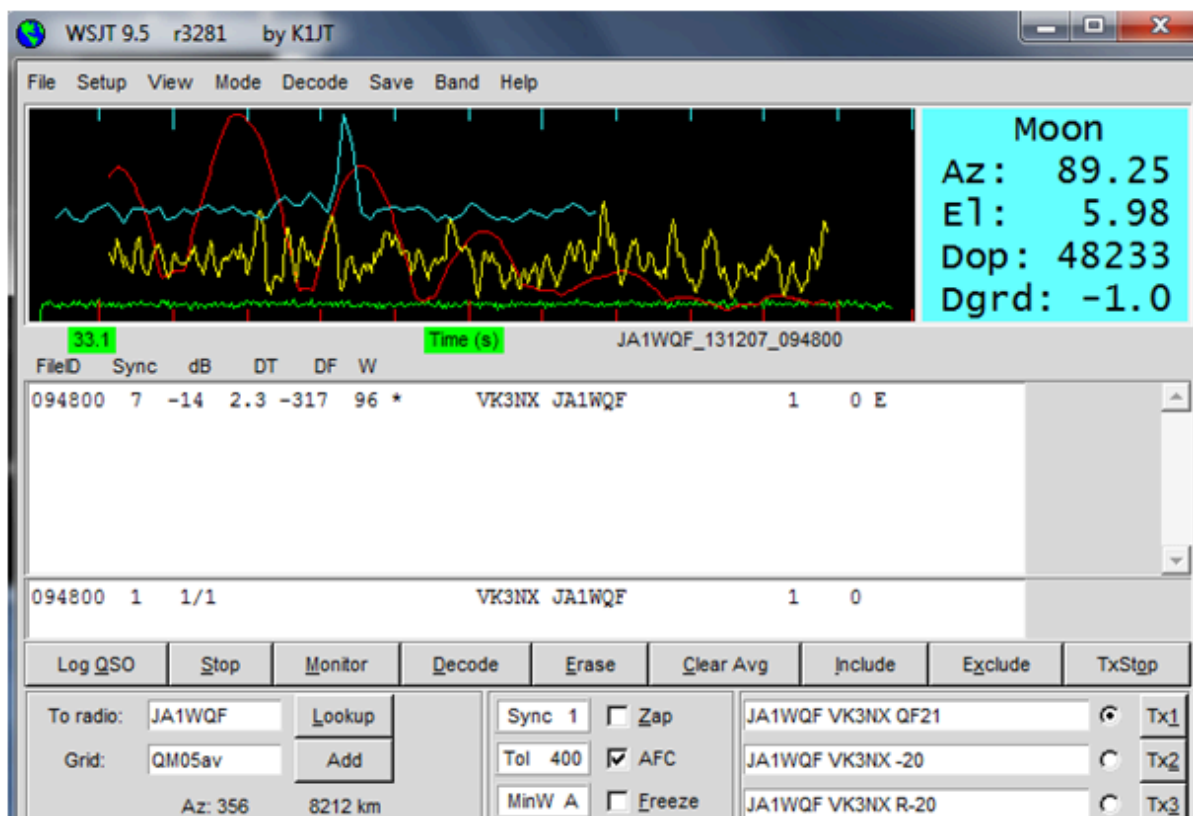 WSJT 9.5 r3281 by K1JT
File Setup View Mode Decode Save Band Help
Moon
Az: 89.25
El: 5.98
Dop: 48233
Dgrd: -1.0
33.1 Time (s) JA1WQF_131207_094800
FileID Sync dB DT DF W
094800 7 -14 2.3 -317 96 * VK3NX JA1WQF 1 0 E
094800 1 1/1 VK3NX JA1WQF 1 0
Log QSO Stop Monitor Decode Erase Clear Avg Include Exclude TxStop
To radio: JA1WQF Lookup Sync 1 Zap JA1WQF VK3NX QF21 Tx1
Grid: QM05av Add Tol 400 AFC JA1WQF VK3NX -20 Tx2
Az: 356 8212 km MinW A Freeze JA1WQF VK3NX R-20 Tx3